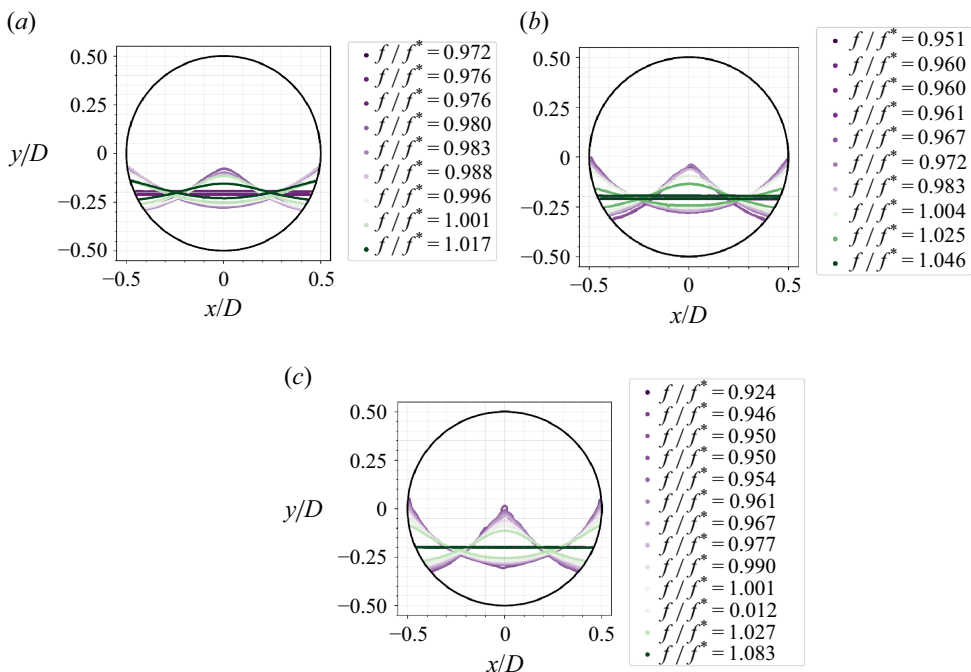 (a)
0.50
0.25
y/D
0
−0.25
−0.50
−0.5
0
0.5
x/D
f/f* = 0.972
f/f* = 0.976
f/f* = 0.976
f/f* = 0.980
f/f* = 0.983
f/f* = 0.988
f/f* = 0.996
f/f* = 1.001
f/f* = 1.017
(b)
0.50
0.25
0
−0.25
−0.50
−0.5
0
0.5
x/D
f/f* = 0.951
f/f* = 0.960
f/f* = 0.960
f/f* = 0.961
f/f* = 0.967
f/f* = 0.972
f/f* = 0.983
f/f* = 1.004
f/f* = 1.025
f/f* = 1.046
(c)
0.50
0.25
y/D
0
−0.25
−0.50
−0.5
0
0.5
x/D
f/f* = 0.924
f/f* = 0.946
f/f* = 0.950
f/f* = 0.950
f/f* = 0.954
f/f* = 0.961
f/f* = 0.967
f/f* = 0.977
f/f* = 0.990
f/f* = 1.001
f/f* = 0.012
f/f* = 1.027
f/f* = 1.083